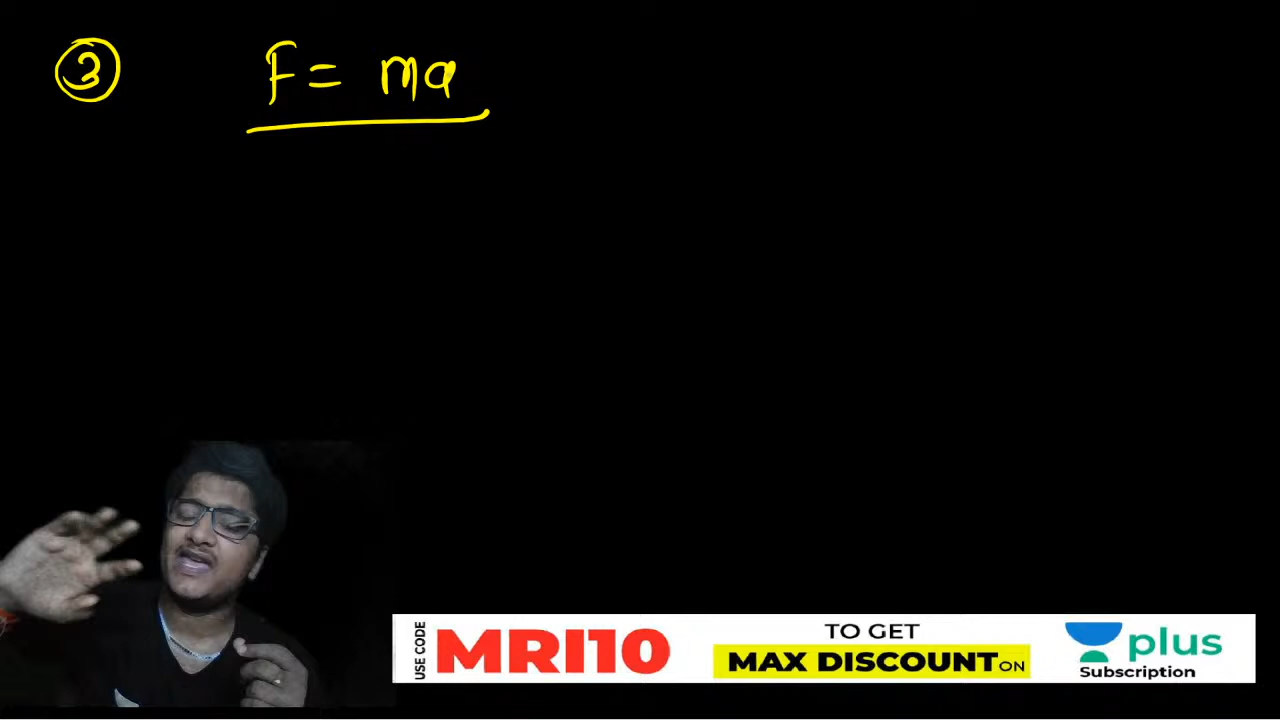 ③ F = ma
USE CODE MRI10
TO GET
MAX DISCOUNT ON
plus
Subscription